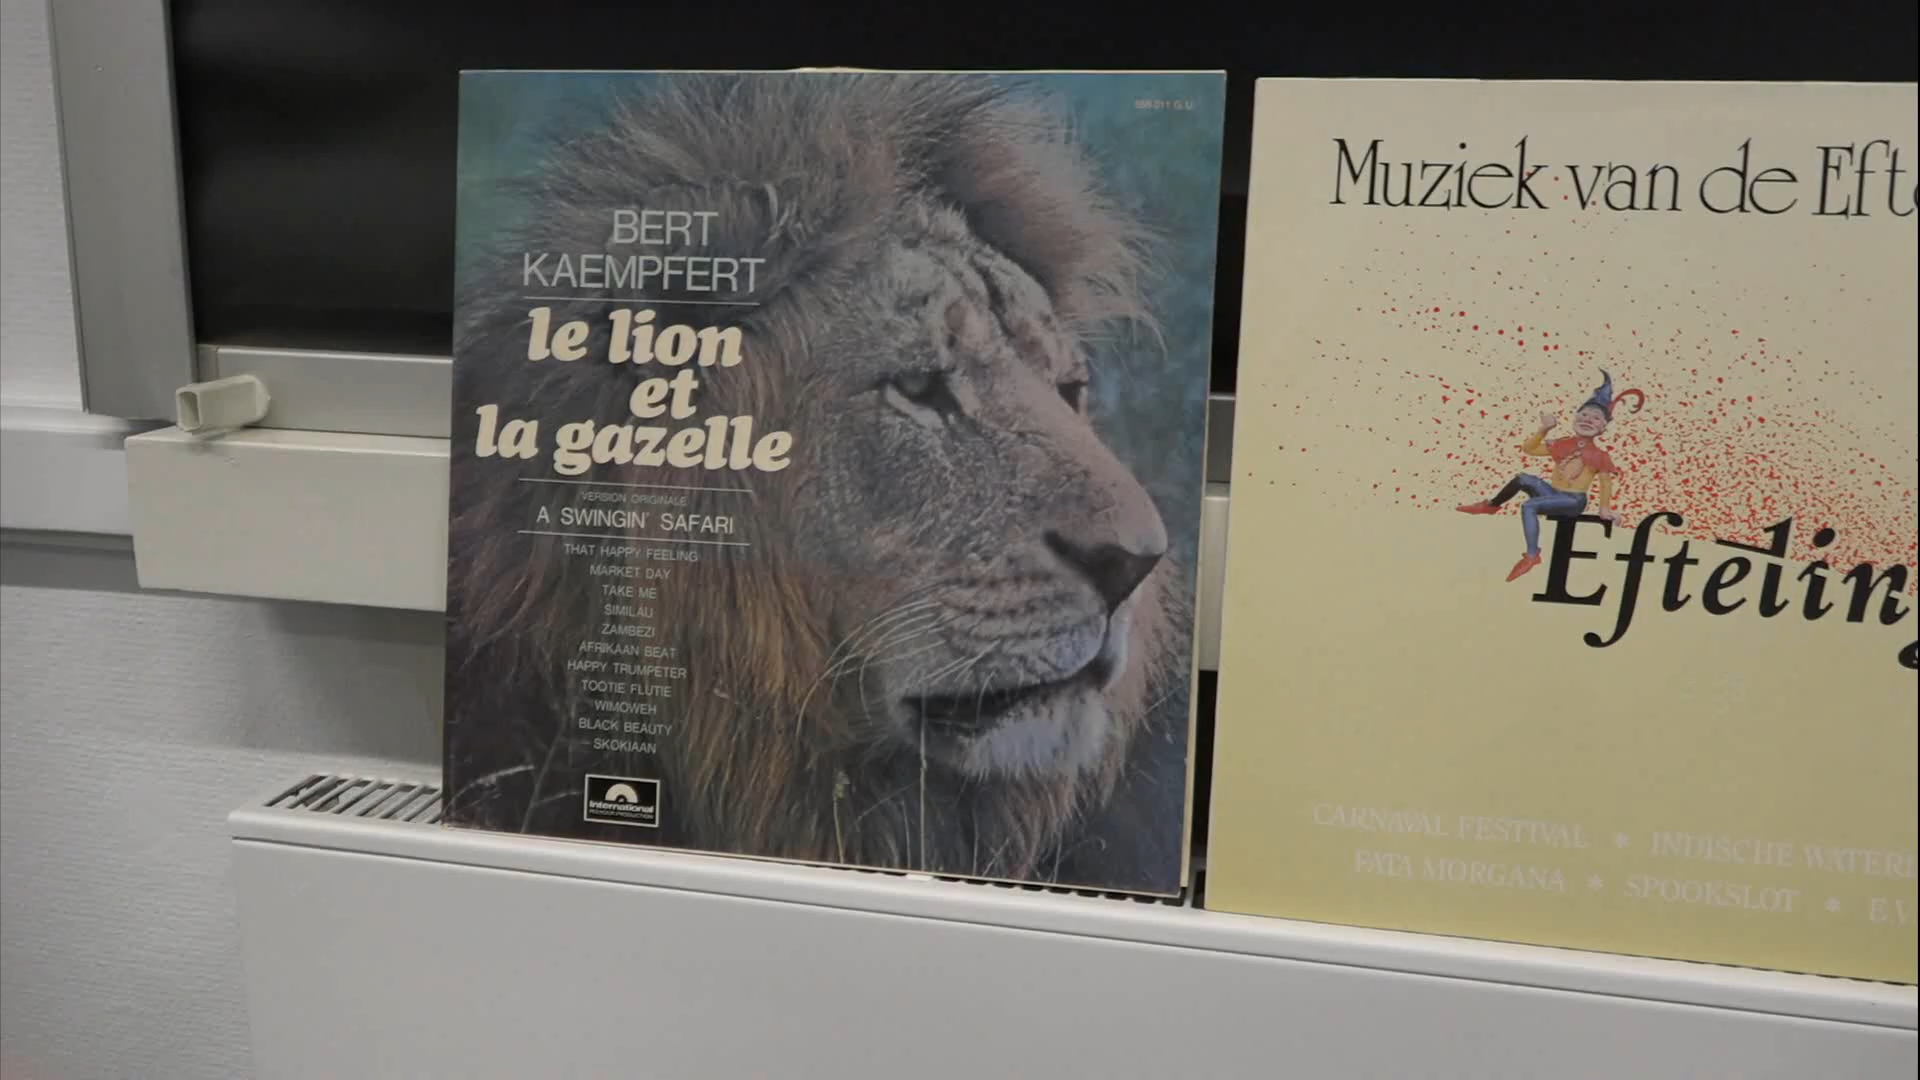 BERT
KAEMPFERT
le lion
et
la gazelle
VERSION ORIGINALE
A SWINGIN' SAFARI
THAT HAPPY FEELING
MARKET DAY
TAKE ME
SIMILAU
ZAMBEZI
AFRIKAAN BEAT
HAPPY TRUMPETER
TOOTIE FLUTIE
WIMOWEH
BLACK BEAUTY
SKOKIAAN
International
Muziek van de Efte
Efteling
CARNAVAL FESTIVAL * INDISCHE WATERL
FATA MORGANA * SPOOKSLOT * E.V